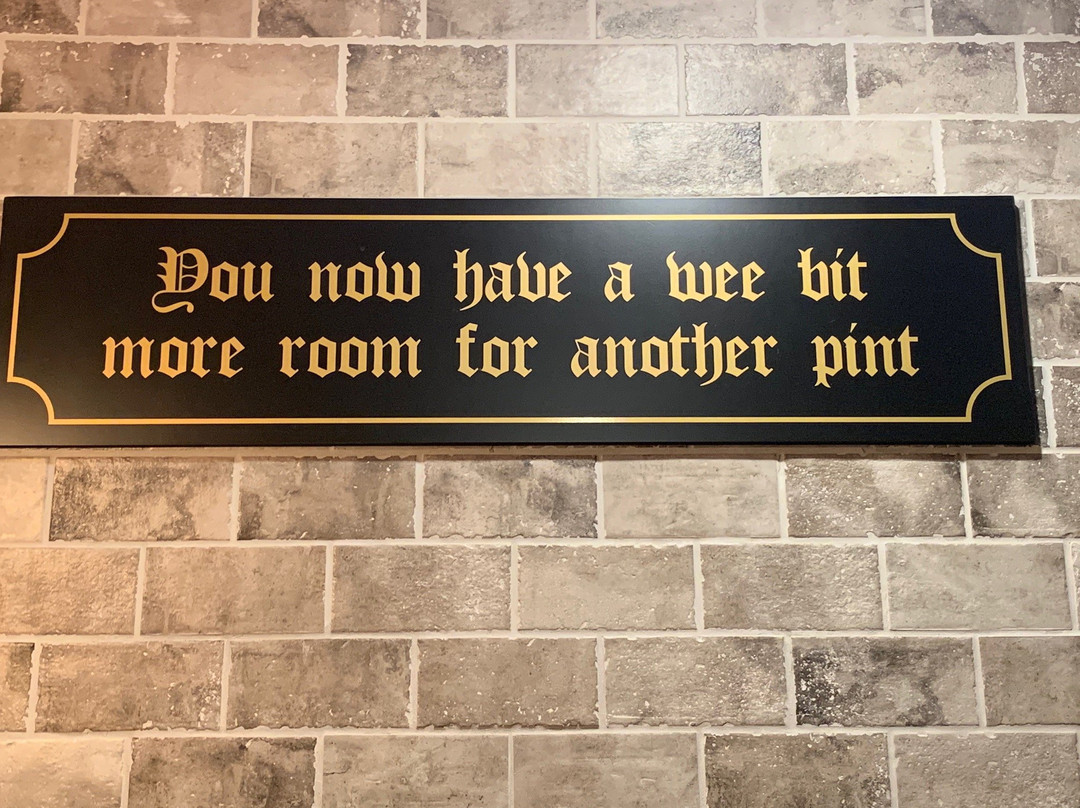 You now have a wee bit
more room for another pint